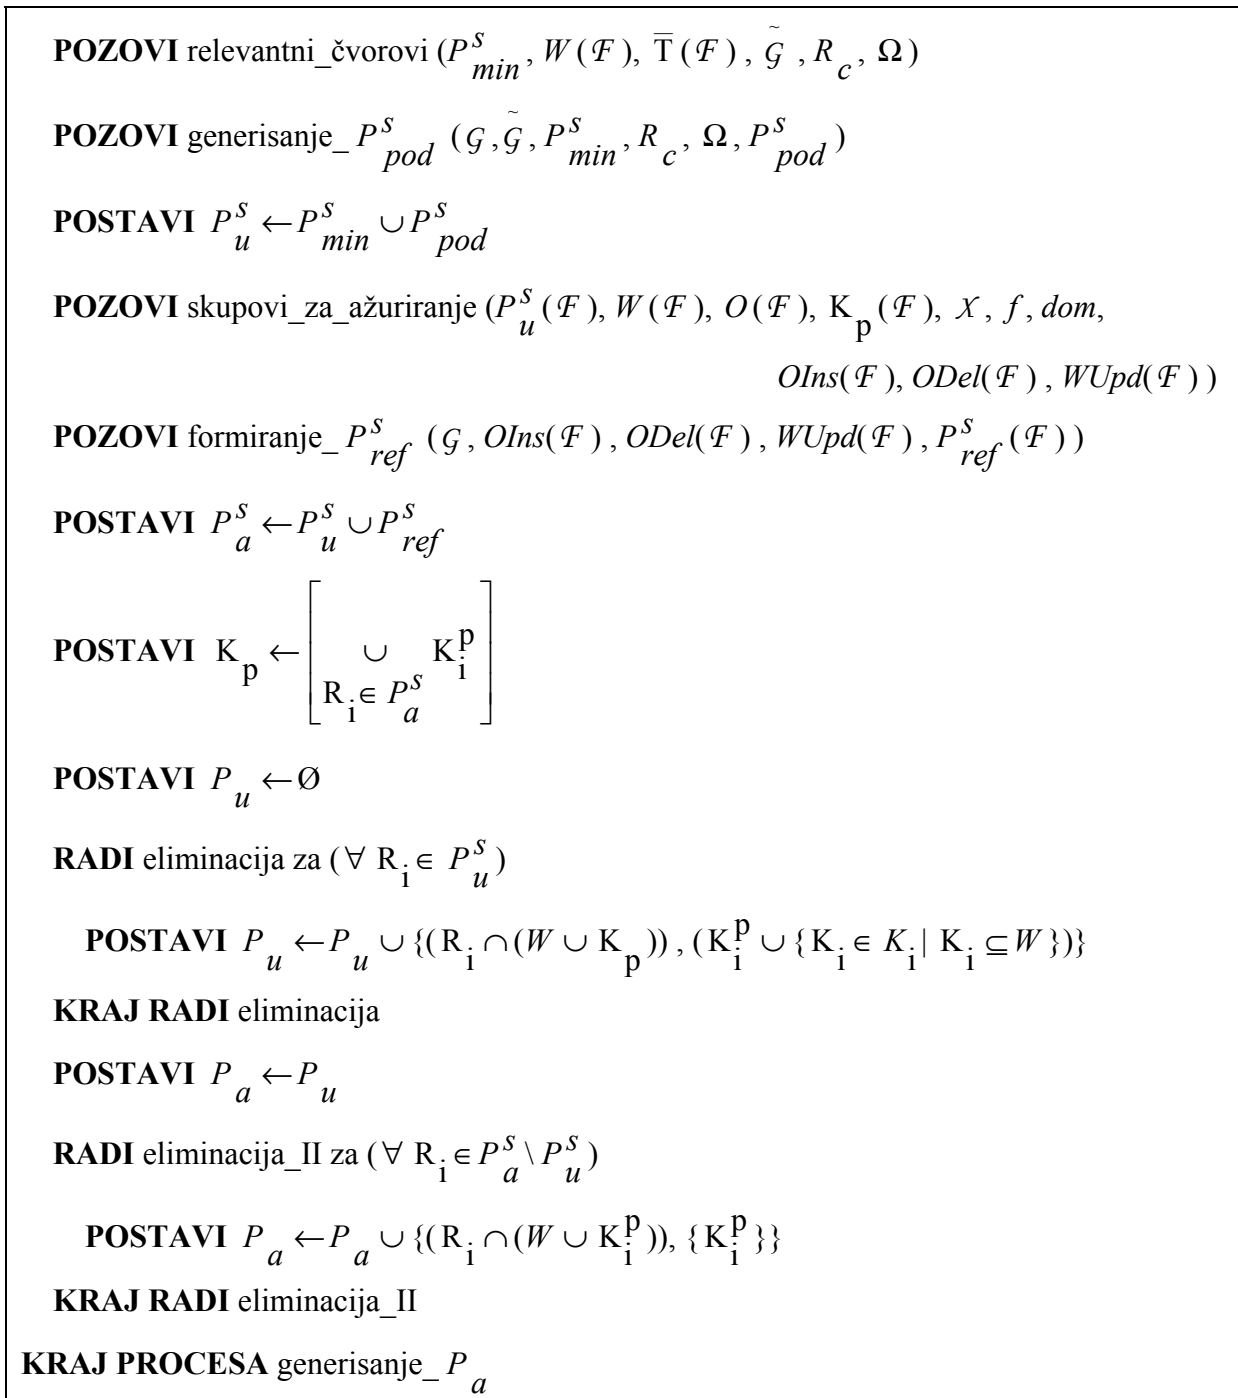 POZOVI relevantni_čvorovi (P^s_min, W(ℱ), T̅(ℱ), 𝒢̃, R_c, Ω)
POZOVI generisanje_P^s_pod (𝒢, 𝒢̃, P^s_min, R_c, Ω, P^s_pod)
POSTAVI P^s_u ← P^s_min ∪ P^s_pod
POZOVI skupovi_za_ažuriranje (P^s_u(ℱ), W(ℱ), O(ℱ), K_p(ℱ), 𝒳, f, dom,
OIns(ℱ), ODel(ℱ), WUpd(ℱ))
POZOVI formiranje_P^s_ref (𝒢, OIns(ℱ), ODel(ℱ), WUpd(ℱ), P^s_ref(ℱ))
POSTAVI P^s_a ← P^s_u ∪ P^s_ref
POSTAVI K_p ← [ ∪_{R_i ∈ P^s_a} K^p_i ]
POSTAVI P_u ← Ø
RADI eliminacija za (∀ R_i ∈ P^s_u)
POSTAVI P_u ← P_u ∪ {(R_i ∩ (W ∪ K_p)), (K^p_i ∪ {K_i ∈ K_i | K_i ⊆ W})}
KRAJ RADI eliminacija
POSTAVI P_a ← P_u
RADI eliminacija_II za (∀ R_i ∈ P^s_a \ P^s_u)
POSTAVI P_a ← P_a ∪ {(R_i ∩ (W ∪ K^p_i)), {K^p_i}}
KRAJ RADI eliminacija_II
KRAJ PROCESA generisanje_P_a